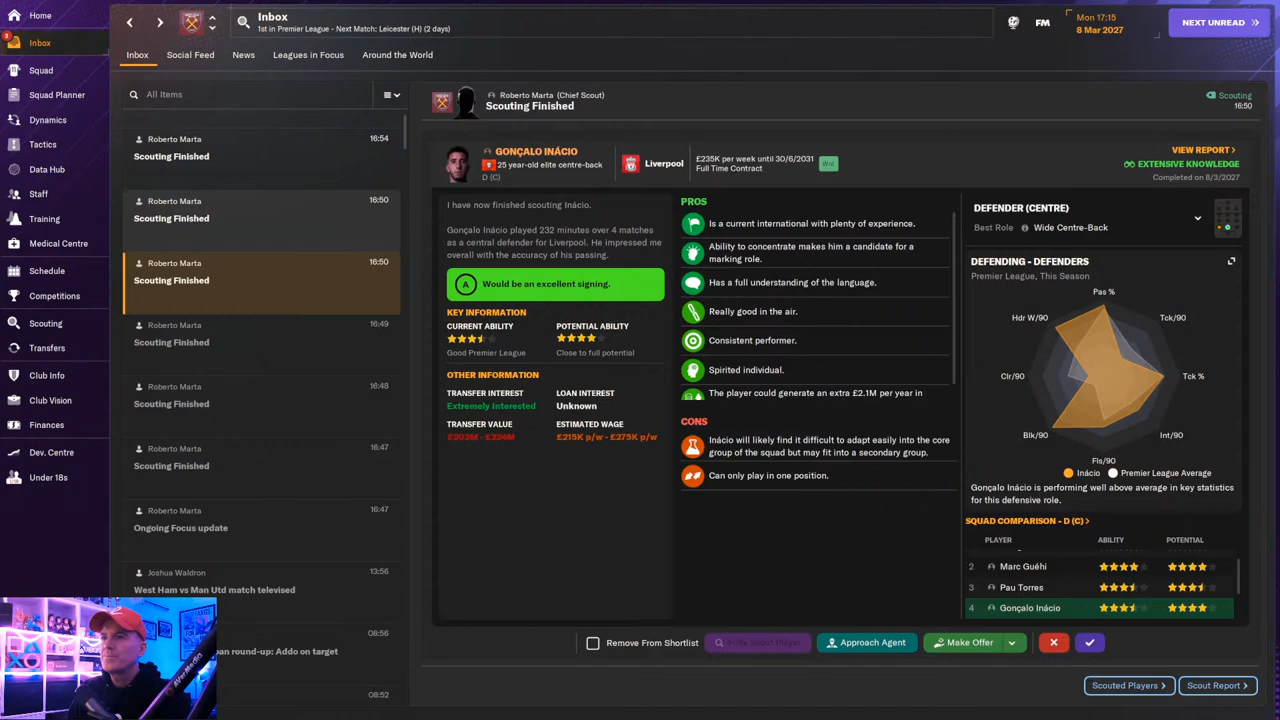 Home
3
Inbox
Squad
Squad Planner
Dynamics
Tactics
Data Hub
Staff
Training
Medical Centre
Schedule
Competitions
Scouting
Transfers
Club Info
Club Vision
Finances
Dev. Centre
Under 18s
Inbox
1st in Premier League - Next Match: Leicester (H) (2 days)
FM
Mon 17:15
8 Mar 2027
NEXT UNREAD
Inbox
Social Feed
News
Leagues in Focus
Around the World
All Items
Roberto Marta 16:54
Scouting Finished
Roberto Marta 16:50
Scouting Finished
Roberto Marta 16:50
Scouting Finished
Roberto Marta 16:49
Scouting Finished
Roberto Marta 16:48
Scouting Finished
Roberto Marta 16:47
Scouting Finished
Roberto Marta 16:47
Ongoing Focus update
Joshua Waldron 13:56
West Ham vs Man Utd match televised
08:56
round-up: Addo on target
08:52
Roberto Marta (Chief Scout)
Scouting Finished
Scouting
16:50
GONÇALO INÁCIO
25 year-old elite centre-back
D (C)
Liverpool
£235K per week until 30/6/2031
Full Time Contract
Wnt
VIEW REPORT >
EXTENSIVE KNOWLEDGE
Completed on 8/3/2027
I have now finished scouting Inácio.
Gonçalo Inácio played 232 minutes over 4 matches
as a central defender for Liverpool. He impressed me
overall with the accuracy of his passing.
A
Would be an excellent signing.
KEY INFORMATION
CURRENT ABILITY
POTENTIAL ABILITY
Good Premier League
Close to full potential
OTHER INFORMATION
TRANSFER INTEREST
LOAN INTEREST
Extremely Interested
Unknown
TRANSFER VALUE
ESTIMATED WAGE
£203M - £224M
£215K p/w - £275K p/w
PROS
Is a current international with plenty of experience.
Ability to concentrate makes him a candidate for a
marking role.
Has a full understanding of the language.
Really good in the air.
Consistent performer.
Spirited individual.
The player could generate an extra £2.1M per year in
CONS
Inácio will likely find it difficult to adapt easily into the core
group of the squad but may fit into a secondary group.
Can only play in one position.
DEFENDER (CENTRE)
Best Role
Wide Centre-Back
DEFENDING - DEFENDERS
Premier League, This Season
Pas %
Hdr W/90
Tck/90
Clr/90
Tck %
Blk/90
Int/90
Fls/90
Inácio
Premier League Average
Gonçalo Inácio is performing well above average in key statistics
for this defensive role.
SQUAD COMPARISON - D (C) >
PLAYER
ABILITY
POTENTIAL
2 Marc Guéhi
3 Pau Torres
4 Gonçalo Inácio
Remove From Shortlist
Fully Scout Player
Approach Agent
Make Offer
Scouted Players >
Scout Report >